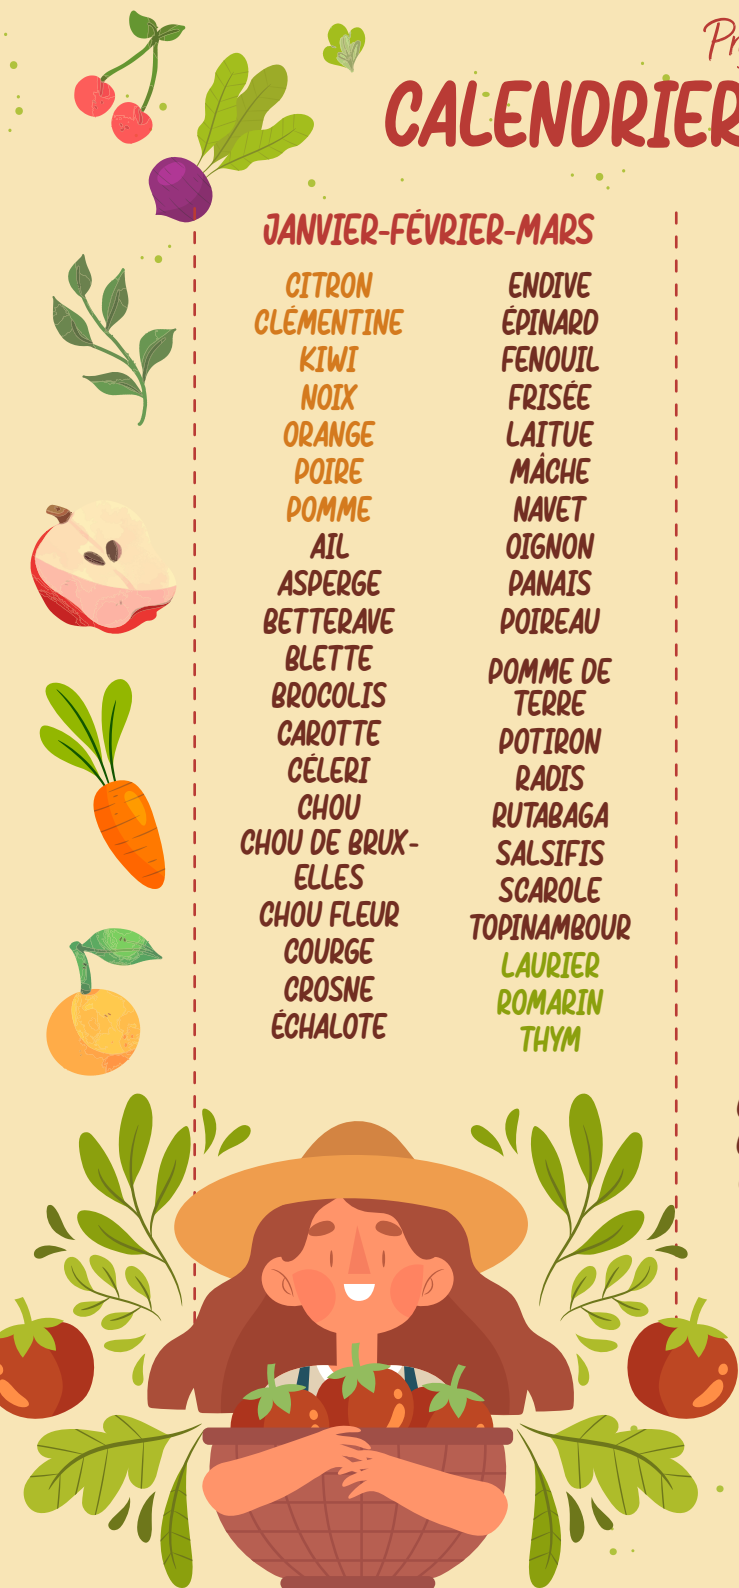 CALENDRIER
JANVIER-FÉVRIER-MARS
CITRON
CLÉMENTINE
KIWI
NOIX
ORANGE
POIRE
POMME
AIL
ASPERGE
BETTERAVE
BLETTE
BROCOLIS
CAROTTE
CÉLERI
CHOU
CHOU DE BRUX-
ELLES
CHOU FLEUR
COURGE
CROSNE
ÉCHALOTE
ENDIVE
ÉPINARD
FENOUIL
FRISÉE
LAITUE
MÂCHE
NAVET
OIGNON
PANAIS
POIREAU
POMME DE
TERRE
POTIRON
RADIS
RUTABAGA
SALSIFIS
SCAROLE
TOPINAMBOUR
LAURIER
ROMARIN
THYM